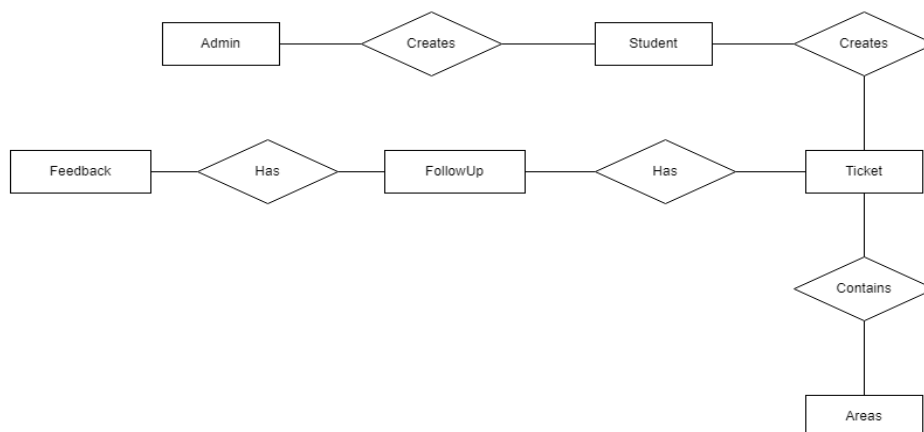 Admin
Creates
Student
Creates
Feedback
Has
FollowUp
Has
Ticket
Contains
Areas